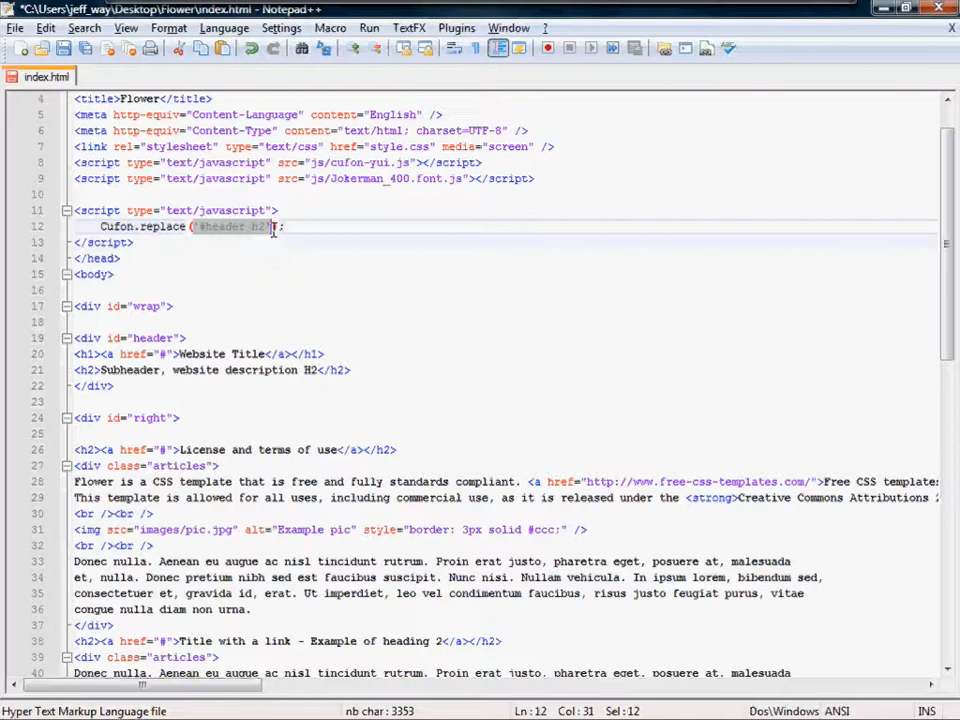 *C:\Users\jeff_way\Desktop\Flower\index.html - Notepad++
File Edit Search View Format Language Settings Macro Run TextFX Plugins Window ? X
index.html
4 <title>Flower</title>
5 <meta http-equiv="Content-Language" content="English" />
6 <meta http-equiv="Content-Type" content="text/html; charset=UTF-8" />
7 <link rel="stylesheet" type="text/css" href="style.css" media="screen" />
8 <script type="text/javascript" src="js/cufon-yui.js"></script>
9 <script type="text/javascript" src="js/Jokerman_400.font.js"></script>
10
11 <script type="text/javascript">
12 Cufon.replace('#header h2');
13 </script>
14 </head>
15 <body>
16
17 <div id="wrap">
18
19 <div id="header">
20 <h1><a href="#">Website Title</a></h1>
21 <h2>Subheader, website description H2</h2>
22 </div>
23
24 <div id="right">
25
26 <h2><a href="#">License and terms of use</a></h2>
27 <div class="articles">
28 Flower is a CSS template that is free and fully standards compliant. <a href="http://www.free-css-templates.com/">Free CSS templates
29 This template is allowed for all uses, including commercial use, as it is released under the <strong>Creative Commons Attributions 2
30 <br /><br />
31 <img src="images/pic.jpg" alt="Example pic" style="border: 3px solid #ccc;" />
32 <br /><br />
33 Donec nulla. Aenean eu augue ac nisl tincidunt rutrum. Proin erat justo, pharetra eget, posuere at, malesuada
34 et, nulla. Donec pretium nibh sed est faucibus suscipit. Nunc nisi. Nullam vehicula. In ipsum lorem, bibendum sed,
35 consectetuer et, gravida id, erat. Ut imperdiet, leo vel condimentum faucibus, risus justo feugiat purus, vitae
36 congue nulla diam non urna.
37 </div>
38 <h2><a href="#">Title with a link - Example of heading 2</a></h2>
39 <div class="articles">
40 Donec nulla. Aenean eu augue ac nisl tincidunt rutrum. Proin erat justo, pharetra eget, posuere at, malesuada
Hyper Text Markup Language file nb char : 3353 Ln : 12 Col : 31 Sel : 12 Dos\Windows ANSI INS